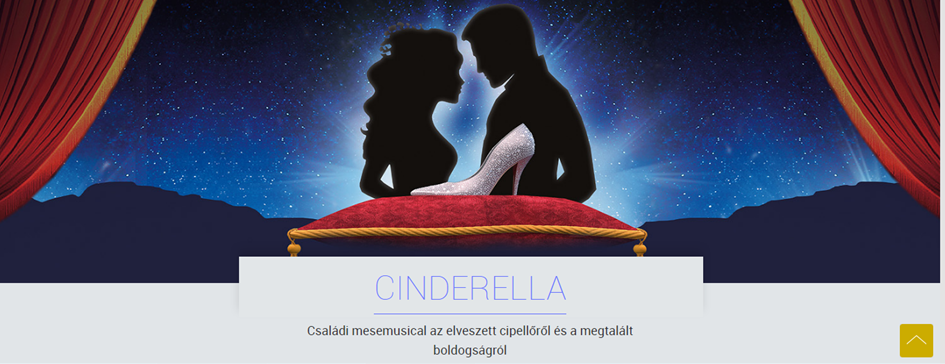 CINDERELLA
Családi mesemusical az elveszett cipellőről és a megtalált
boldogságról